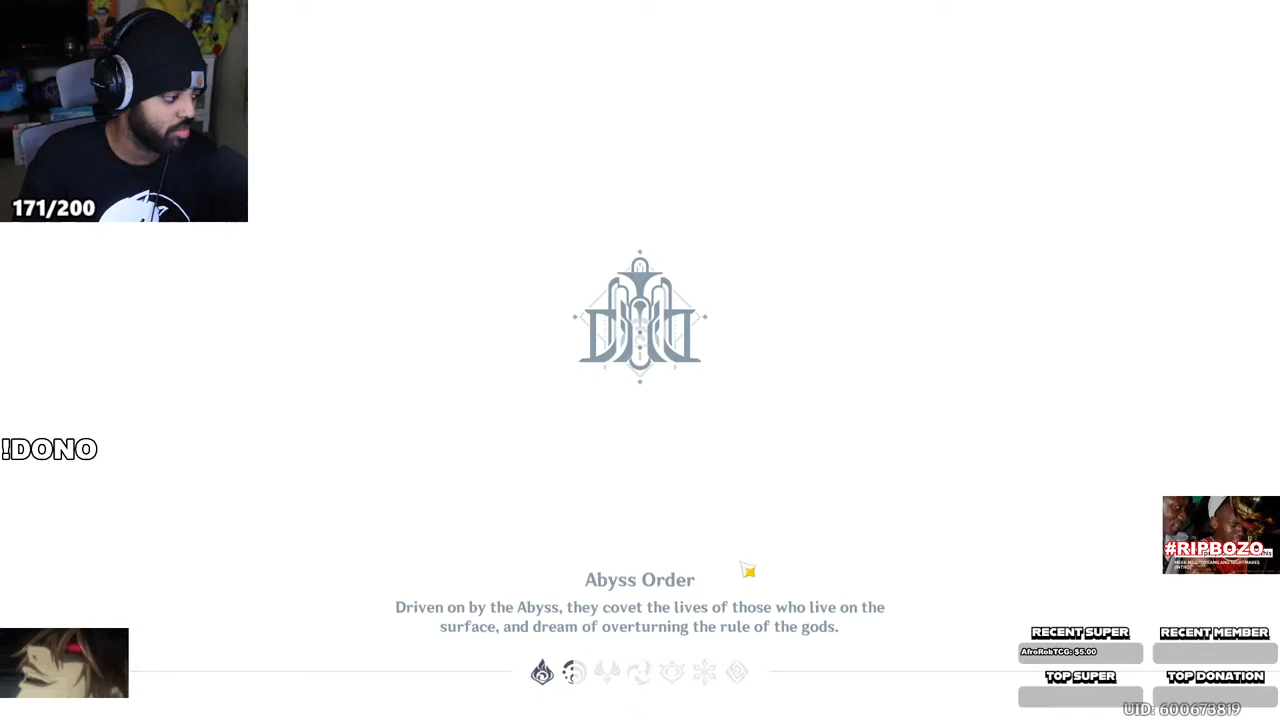 171/200
!DONO
#RIPBOZO
Abyss Order
Driven on by the Abyss, they covet the lives of those who live on the
surface, and dream of overturning the rule of the gods.
RECENT SUPER
RECENT MEMBER
AfroRobTCG: $5.00
TOP SUPER
TOP DONATION
UID: 600673819